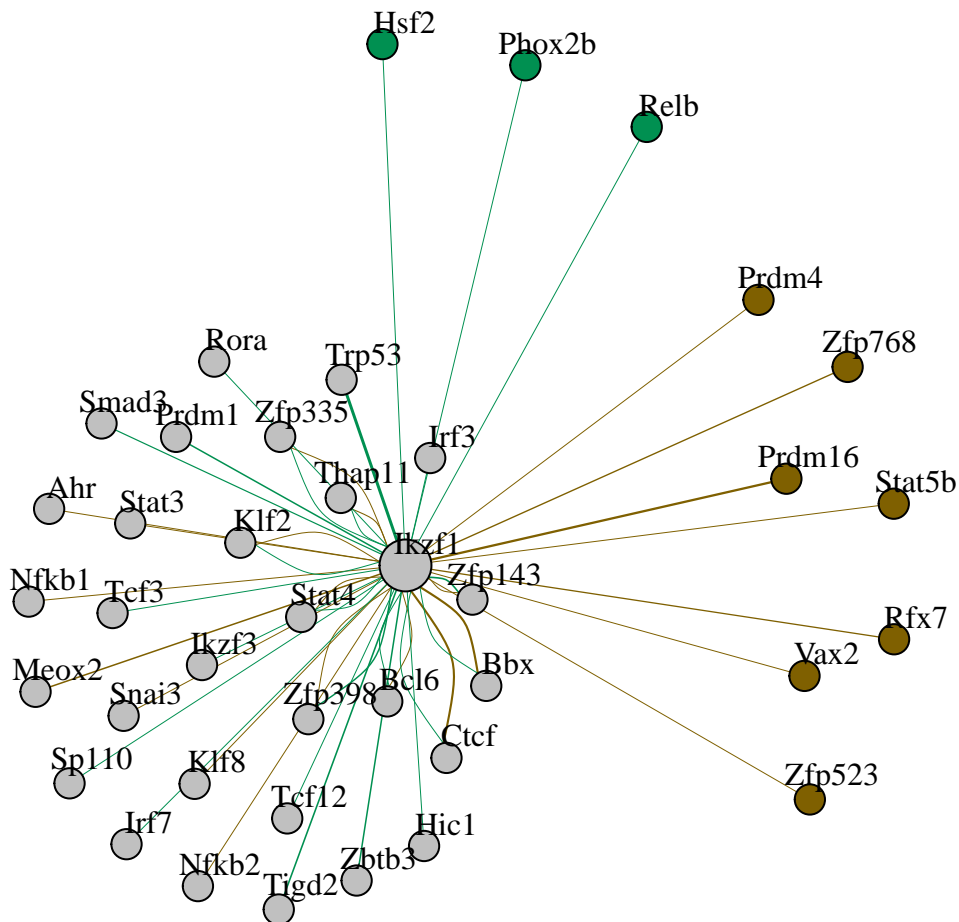 Hsf2
Phox2b
Relb
Prdm4
Zfp768
Rora
Trp53
Smad3
Prdm1
Zfp335
Irf3
Thap11
Prdm16
Stat5b
Ahr
Stat3
Klf2
Ikzf1
Nfkb1
Tcf3
Stat4
Zfp143
Rfx7
Ikzf3
Vax2
Meox2
Snai3
Zfp398
Bcl6
Bbx
Ctcf
Sp110
Klf8
Zfp523
Tcf12
Irf7
Hic1
Nfkb2
Zbtb3
Tigd2